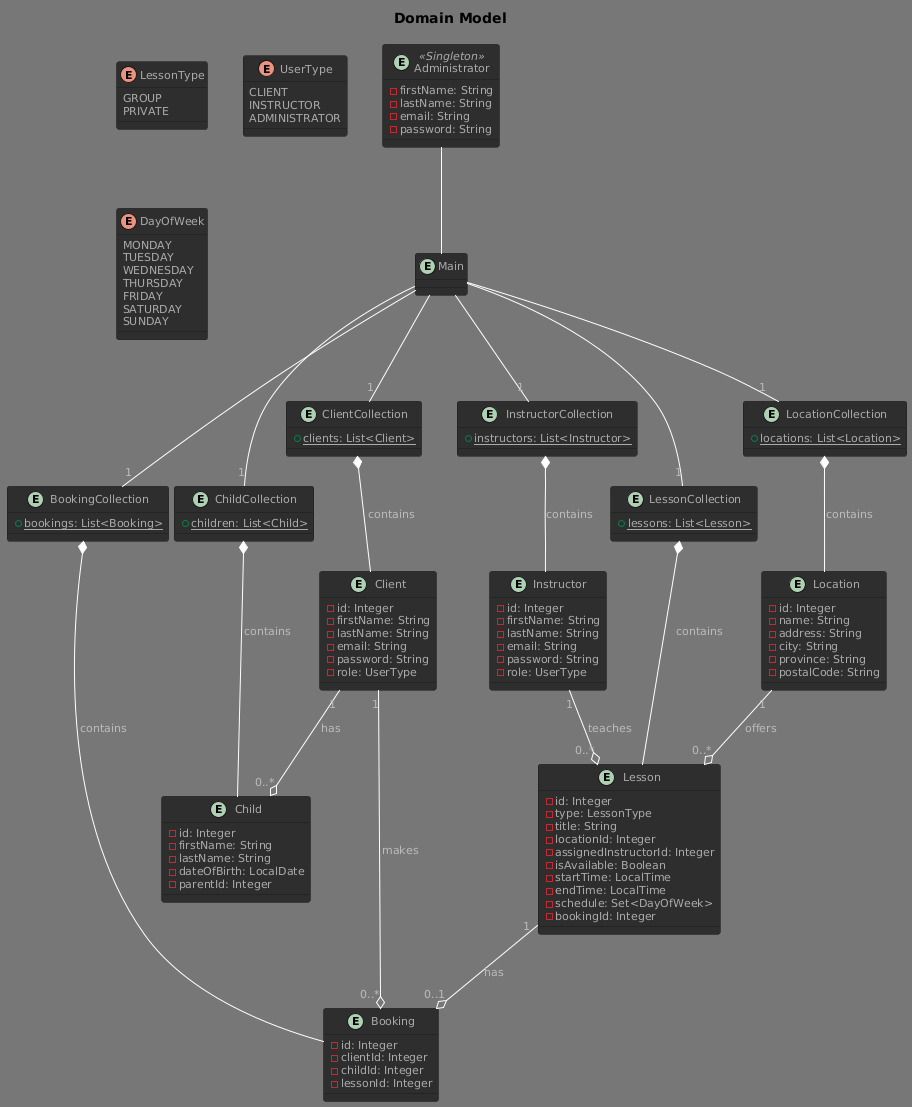 Domain Model
E LessonType
GROUP
PRIVATE
E UserType
CLIENT
INSTRUCTOR
ADMINISTRATOR
E «Singleton»
Administrator
firstName: String
lastName: String
email: String
password: String
E DayOfWeek
MONDAY
TUESDAY
WEDNESDAY
THURSDAY
FRIDAY
SATURDAY
SUNDAY
E Main
1
1
1
1
1
1
E ClientCollection
clients: List<Client>
E InstructorCollection
instructors: List<Instructor>
E LocationCollection
locations: List<Location>
E BookingCollection
bookings: List<Booking>
E ChildCollection
children: List<Child>
E LessonCollection
lessons: List<Lesson>
contains
contains
contains
E Client
id: Integer
firstName: String
lastName: String
email: String
password: String
role: UserType
E Instructor
id: Integer
firstName: String
lastName: String
email: String
password: String
role: UserType
E Location
id: Integer
name: String
address: String
city: String
province: String
postalCode: String
contains
contains
contains
1
has
0..*
1
1
teaches
0..*
1
offers
0..*
E Child
id: Integer
firstName: String
lastName: String
dateOfBirth: LocalDate
parentId: Integer
E Lesson
id: Integer
type: LessonType
title: String
locationId: Integer
assignedInstructorId: Integer
isAvailable: Boolean
startTime: LocalTime
endTime: LocalTime
schedule: Set<DayOfWeek>
bookingId: Integer
makes
0..*
1
has
0..1
E Booking
id: Integer
clientId: Integer
childId: Integer
lessonId: Integer